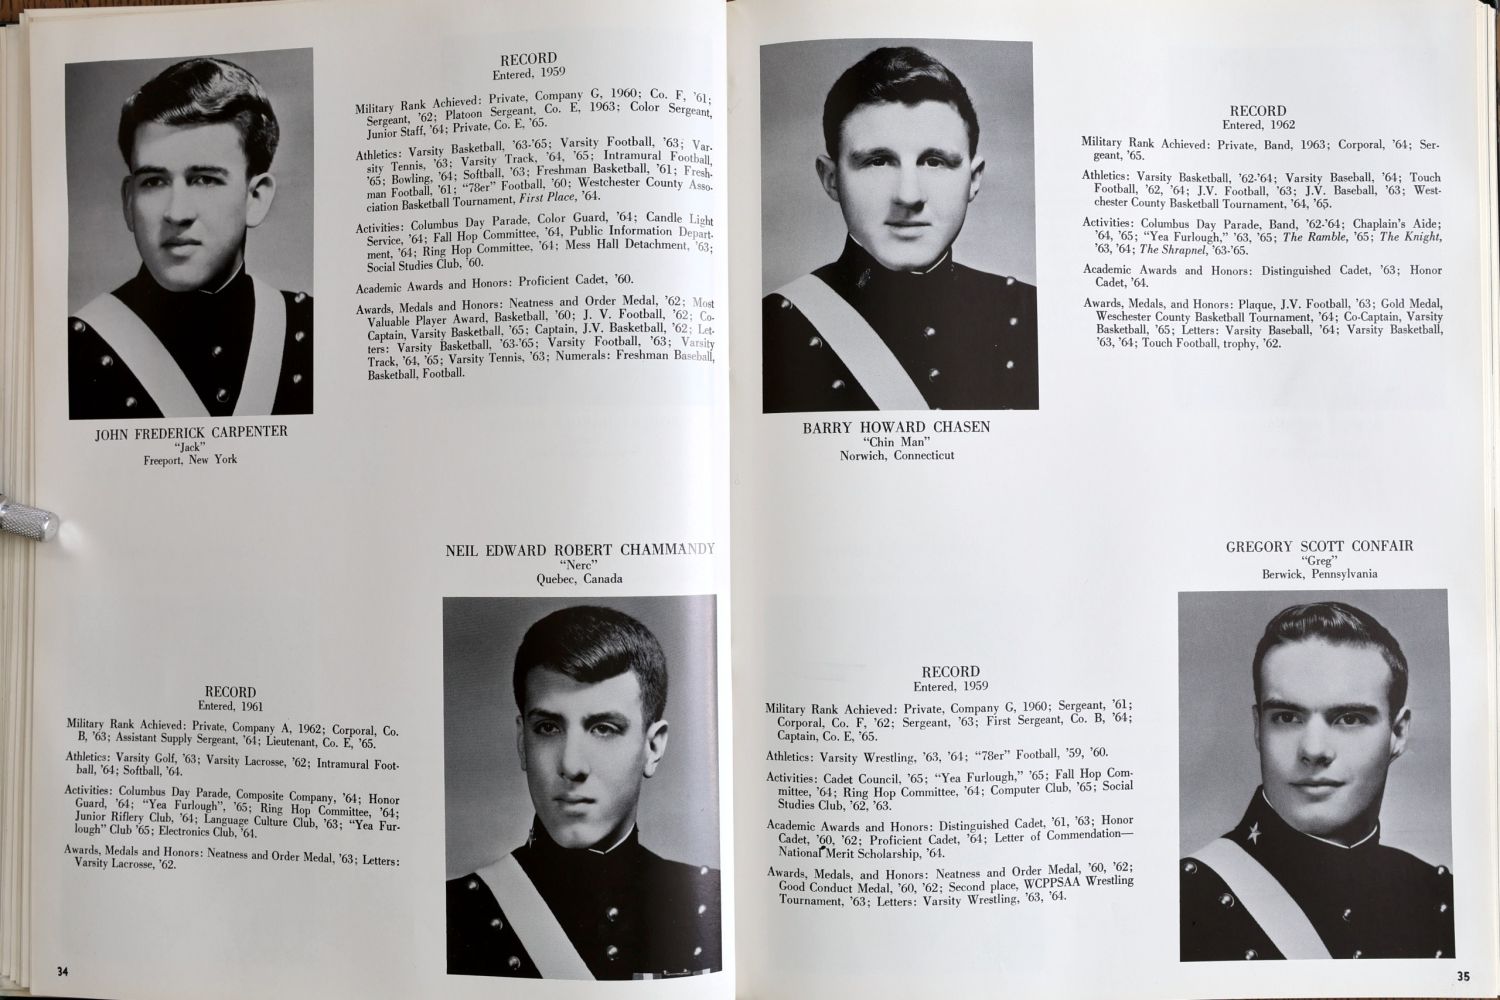 RECORD
Entered, 1959
Military Rank Achieved: Private, Company G, 1960; Co. F, '61;
Sergeant, '62; Platoon Sergeant, Co. E, 1963; Color Sergeant,
Junior Staff, '64; Private, Co. E, '65.
Athletics: Varsity Basketball, '63-'65; Varsity Football, '63; Var-
sity Tennis, '63; Varsity Track, '64, '65; Intramural Football,
'65; Bowling, '64; Softball, '63; Freshman Basketball, '61; Fresh-
man Football, '61; "78er" Football, '60; Westchester County Asso-
ciation Basketball Tournament, First Place, '64.
Activities: Columbus Day Parade, Color Guard, '64; Candle Light
Service, '64; Fall Hop Committee, '64, Public Information Depart-
ment, '64; Ring Hop Committee, '64; Mess Hall Detachment, '63;
Social Studies Club, '60.
Academic Awards and Honors: Proficient Cadet, '60.
Awards, Medals and Honors: Neatness and Order Medal, '62; Most
Valuable Player Award, Basketball, '60; J. V. Football, '62; Co-
Captain, Varsity Basketball, '65; Captain, J.V. Basketball, '62; Let-
ters: Varsity Basketball, '63-'65; Varsity Football, '63; Varsity
Track, '64, '65; Varsity Tennis, '63; Numerals: Freshman Baseball,
Basketball, Football.
JOHN FREDERICK CARPENTER
"Jack"
Freeport, New York
NEIL EDWARD ROBERT CHAMMANDY
"Nerc"
Quebec, Canada
RECORD
Entered, 1961
Military Rank Achieved: Private, Company A, 1962; Corporal, Co.
B, '63; Assistant Supply Sergeant, '64; Lieutenant, Co. E, '65.
Athletics: Varsity Golf, '63; Varsity Lacrosse, '62; Intramural Foot-
ball, '64; Softball, '64.
Activities: Columbus Day Parade, Composite Company, '64; Honor
Guard, '64; "Yea Furlough", '65; Ring Hop Committee, '64;
Junior Riflery Club, '64; Language Culture Club, '63; "Yea Fur-
lough" Club '65; Electronics Club, '64.
Awards, Medals and Honors: Neatness and Order Medal, '63; Letters:
Varsity Lacrosse, '62.
34
RECORD
Entered, 1962
Military Rank Achieved: Private, Band, 1963; Corporal, '64; Ser-
geant, '65.
Athletics: Varsity Basketball, '62-'64; Varsity Baseball, '64; Touch
Football, '62, '64; J.V. Football, '63; J.V. Baseball, '63; West-
chester County Basketball Tournament, '64, '65.
Activities: Columbus Day Parade, Band, '62-'64; Chaplain's Aide;
'64, '65; "Yea Furlough," '63, '65; The Ramble, '65; The Knight,
'63, '64; The Shrapnel, '63-'65.
Academic Awards and Honors: Distinguished Cadet, '63; Honor
Cadet, '64.
Awards, Medals, and Honors: Plaque, J.V. Football, '63; Gold Medal,
Weschester County Basketball Tournament, '64; Co-Captain, Varsity
Basketball, '65; Letters: Varsity Baseball, '64; Varsity Basketball,
'63, '64; Touch Football, trophy, '62.
BARRY HOWARD CHASEN
"Chin Man"
Norwich, Connecticut
GREGORY SCOTT CONFAIR
"Greg"
Berwick, Pennsylvania
RECORD
Entered, 1959
Military Rank Achieved: Private, Company G, 1960; Sergeant, '61;
Corporal, Co. F, '62; Sergeant, '63; First Sergeant, Co. B, '64;
Captain, Co. E, '65.
Athletics: Varsity Wrestling, '63, '64; "78er" Football, '59, '60.
Activities: Cadet Council, '65; "Yea Furlough," '65; Fall Hop Com-
mittee, '64; Ring Hop Committee, '64; Computer Club, '65; Social
Studies Club, '62, '63.
Academic Awards and Honors: Distinguished Cadet, '61, '63; Honor
Cadet, '60, '62; Proficient Cadet, '64; Letter of Commendation—
National Merit Scholarship, '64.
Awards, Medals, and Honors: Neatness and Order Medal, '60, '62;
Good Conduct Medal, '60, '62; Second place, WCPPSAA Wrestling
Tournament, '63; Letters: Varsity Wrestling, '63, '64.
35